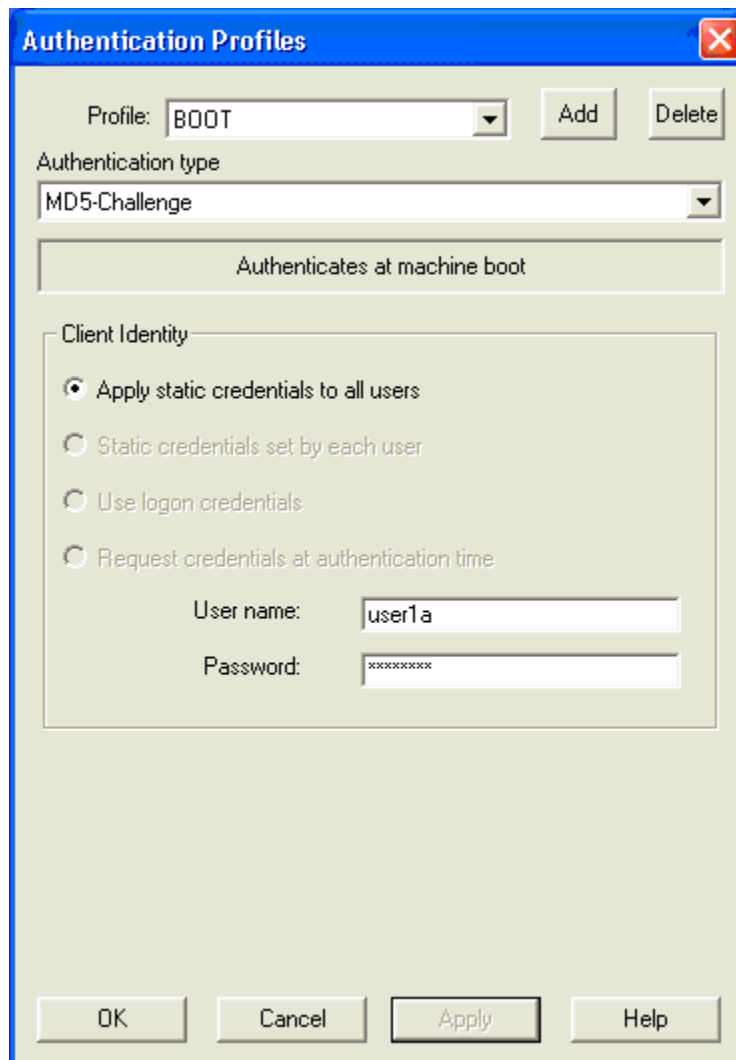 Authentication Profiles
Profile: BOOT Add Delete
Authentication type
MD5-Challenge
Authenticates at machine boot
Client Identity
Apply static credentials to all users
Static credentials set by each user
Use logon credentials
Request credentials at authentication time
User name: user1a
Password: ********
OK Cancel Apply Help